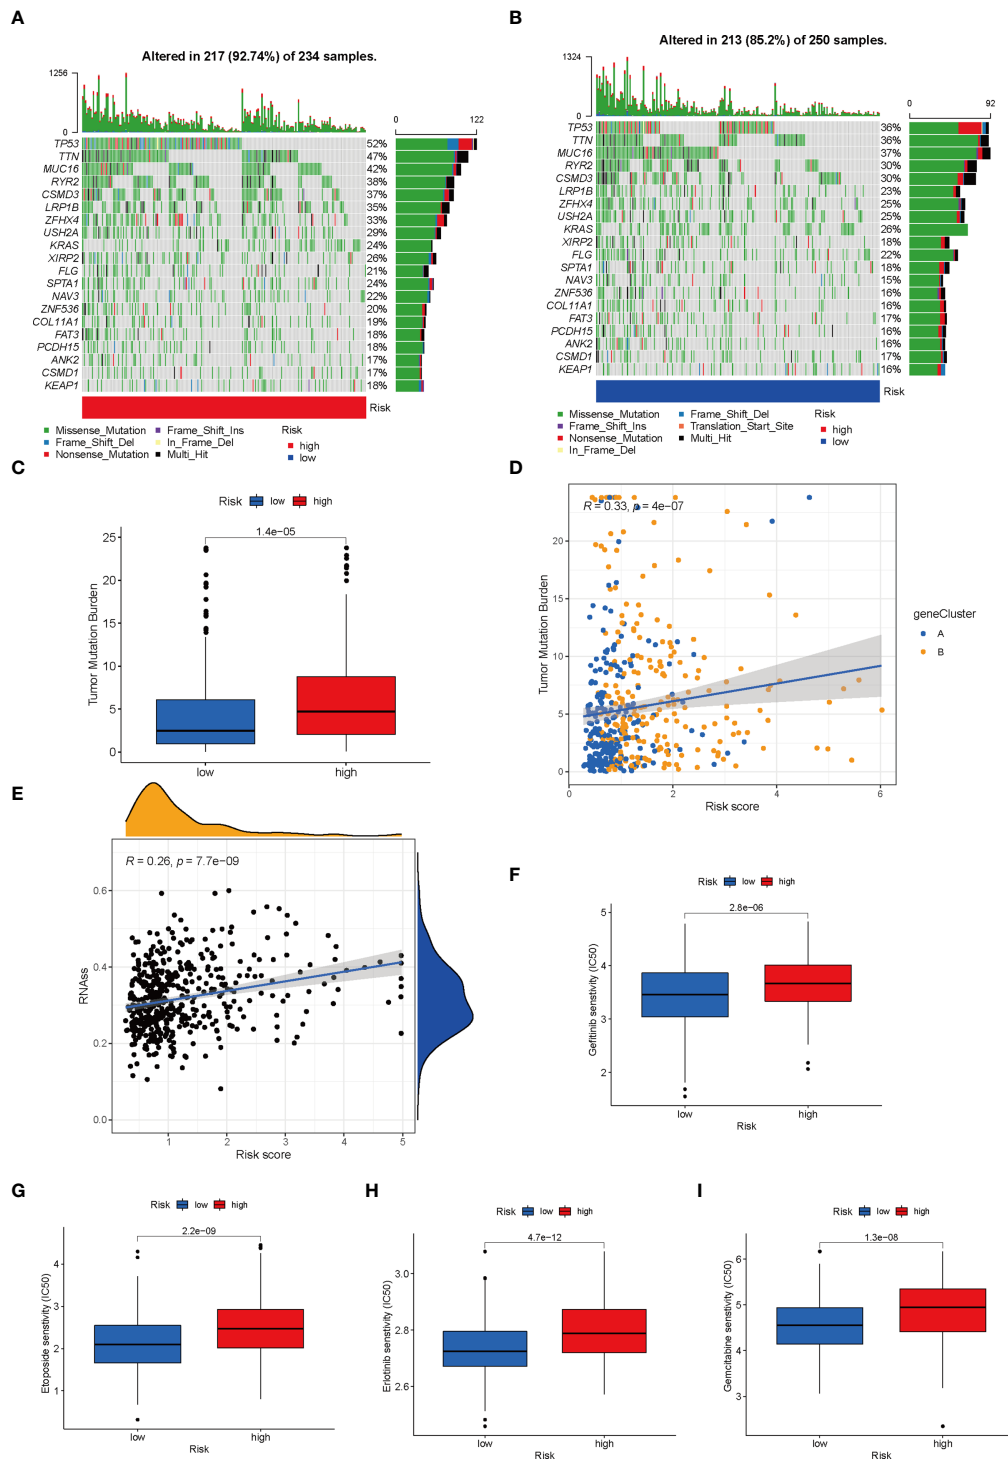 A
Altered in 217 (92.74%) of 234 samples.
1256
0
0 122
TP53 52%
TTN 47%
MUC16 42%
RYR2 38%
CSMD3 37%
LRP1B 35%
ZFHX4 33%
USH2A 29%
KRAS 24%
XIRP2 26%
FLG 21%
SPTA1 24%
NAV3 22%
ZNF536 20%
COL11A1 19%
FAT3 18%
PCDH15 18%
ANK2 17%
CSMD1 17%
KEAP1 18%
Risk
Missense_Mutation Frame_Shift_Ins Risk
Frame_Shift_Del In_Frame_Del high
Nonsense_Mutation Multi_Hit low
B
Altered in 213 (85.2%) of 250 samples.
1324
0
0 92
TP53 36%
TTN 36%
MUC16 37%
RYR2 30%
CSMD3 30%
LRP1B 23%
ZFHX4 25%
USH2A 25%
KRAS 26%
XIRP2 18%
FLG 22%
SPTA1 18%
NAV3 15%
ZNF536 16%
COL11A1 16%
FAT3 17%
PCDH15 16%
ANK2 16%
CSMD1 17%
KEAP1 16%
Risk
Missense_Mutation Frame_Shift_Del Risk
Frame_Shift_Ins Translation_Start_Site high
Nonsense_Mutation Multi_Hit low
In_Frame_Del
C
Risk low high
1.4e-05
25
20
15
10
5
0
Tumor Mutation Burden
low high
D
R = 0.33, p = 4e-07
20
15
10
5
0
Tumor Mutation Burden
0 2 4 6
Risk score
geneCluster
A
B
E
R = 0.26, p = 7.7e-09
0.6
0.4
0.2
0.0
RNAss
1 2 3 4 5
Risk score
F
Risk low high
2.8e-06
5
4
3
2
Gefitinib senstivity (IC50)
low high
Risk
G
Risk low high
2.2e-09
4
3
2
1
Etoposide senstivity (IC50)
low high
Risk
H
Risk low high
4.7e-12
3.0
2.8
2.6
Erlotinib senstivity (IC50)
low high
Risk
I
Risk low high
1.3e-08
6
5
4
3
Gemcitabine senstivity (IC50)
low high
Risk